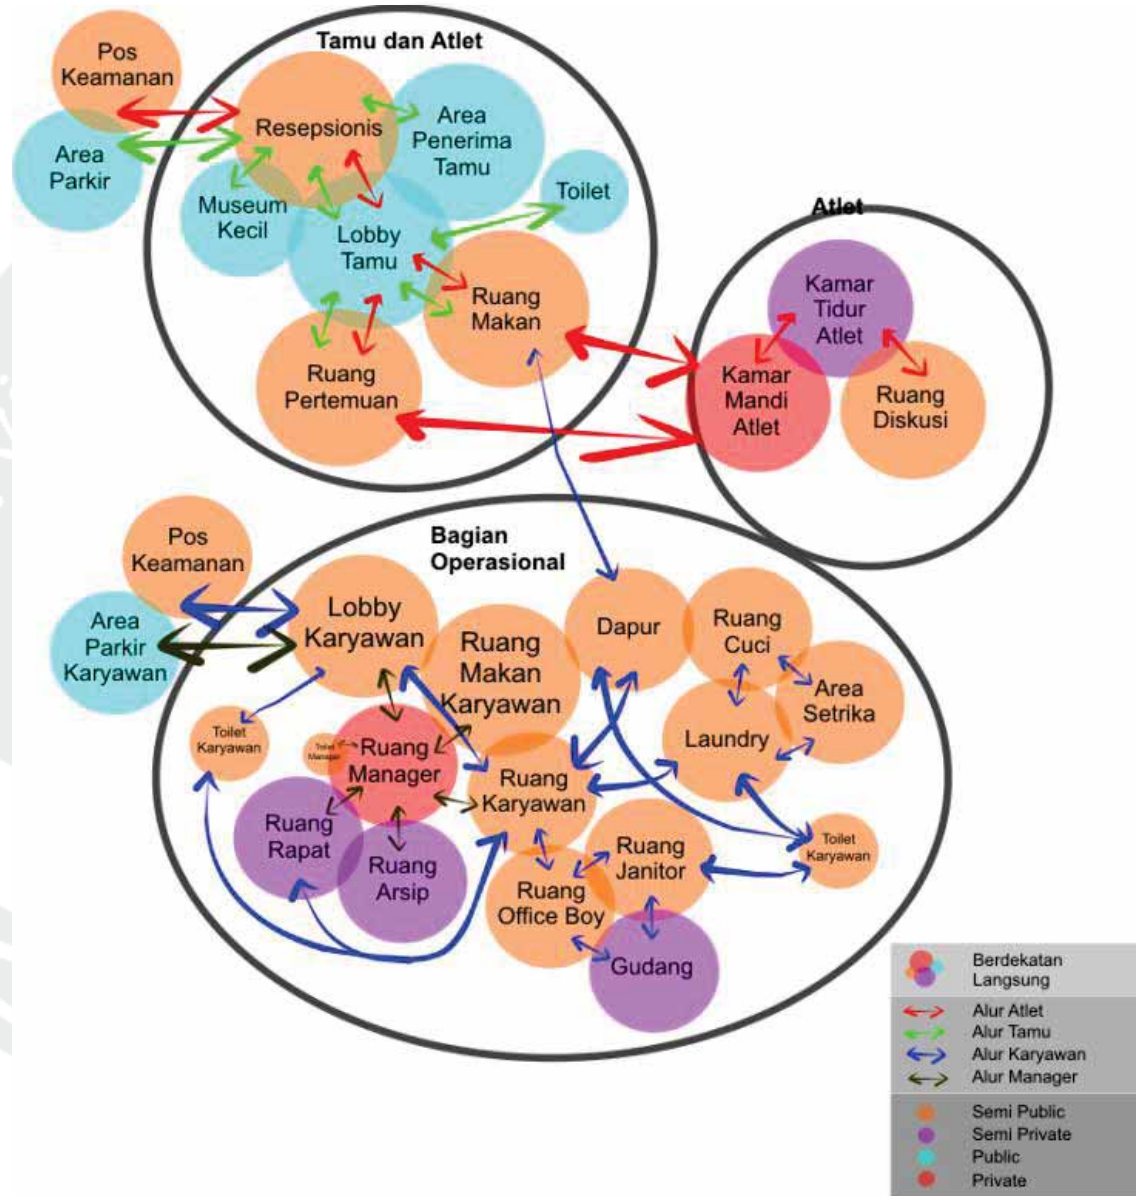 Tamu dan Atlet
Pos
Keamanan
Resepsionis
Area
Penerima
Tamu
Area
Parkir
Museum
Kecil
Toilet
Lobby
Tamu
Ruang
Makan
Ruang
Pertemuan
Atlet
Kamar
Tidur
Atlet
Kamar
Mandi
Atlet
Ruang
Diskusi
Bagian
Operasional
Pos
Keamanan
Area
Parkir
Karyawan
Lobby
Karyawan
Ruang
Makan
Karyawan
Dapur
Ruang
Cuci
Area
Setrika
Laundry
Toilet
Karyawan
Toilet
Manager
Ruang
Manager
Ruang
Karyawan
Ruang
Rapat
Ruang
Arsip
Ruang
Office Boy
Ruang
Janitor
Toilet
Karyawan
Gudang
Berdekatan
Langsung
Alur Atlet
Alur Tamu
Alur Karyawan
Alur Manager
Semi Public
Semi Private
Public
Private